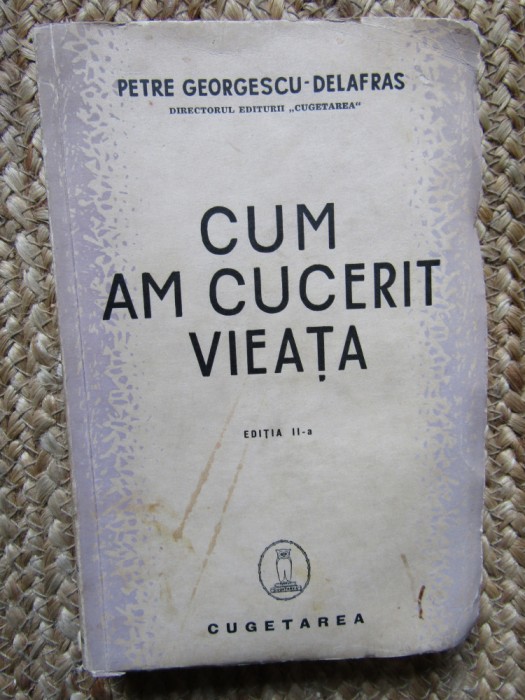 PETRE GEORGESCU-DELAFRAS
DIRECTORUL EDITURII „CUGETAREA"
CUM
AM CUCERIT
VIEAȚA
EDIȚIA II-a
CUGETAREA